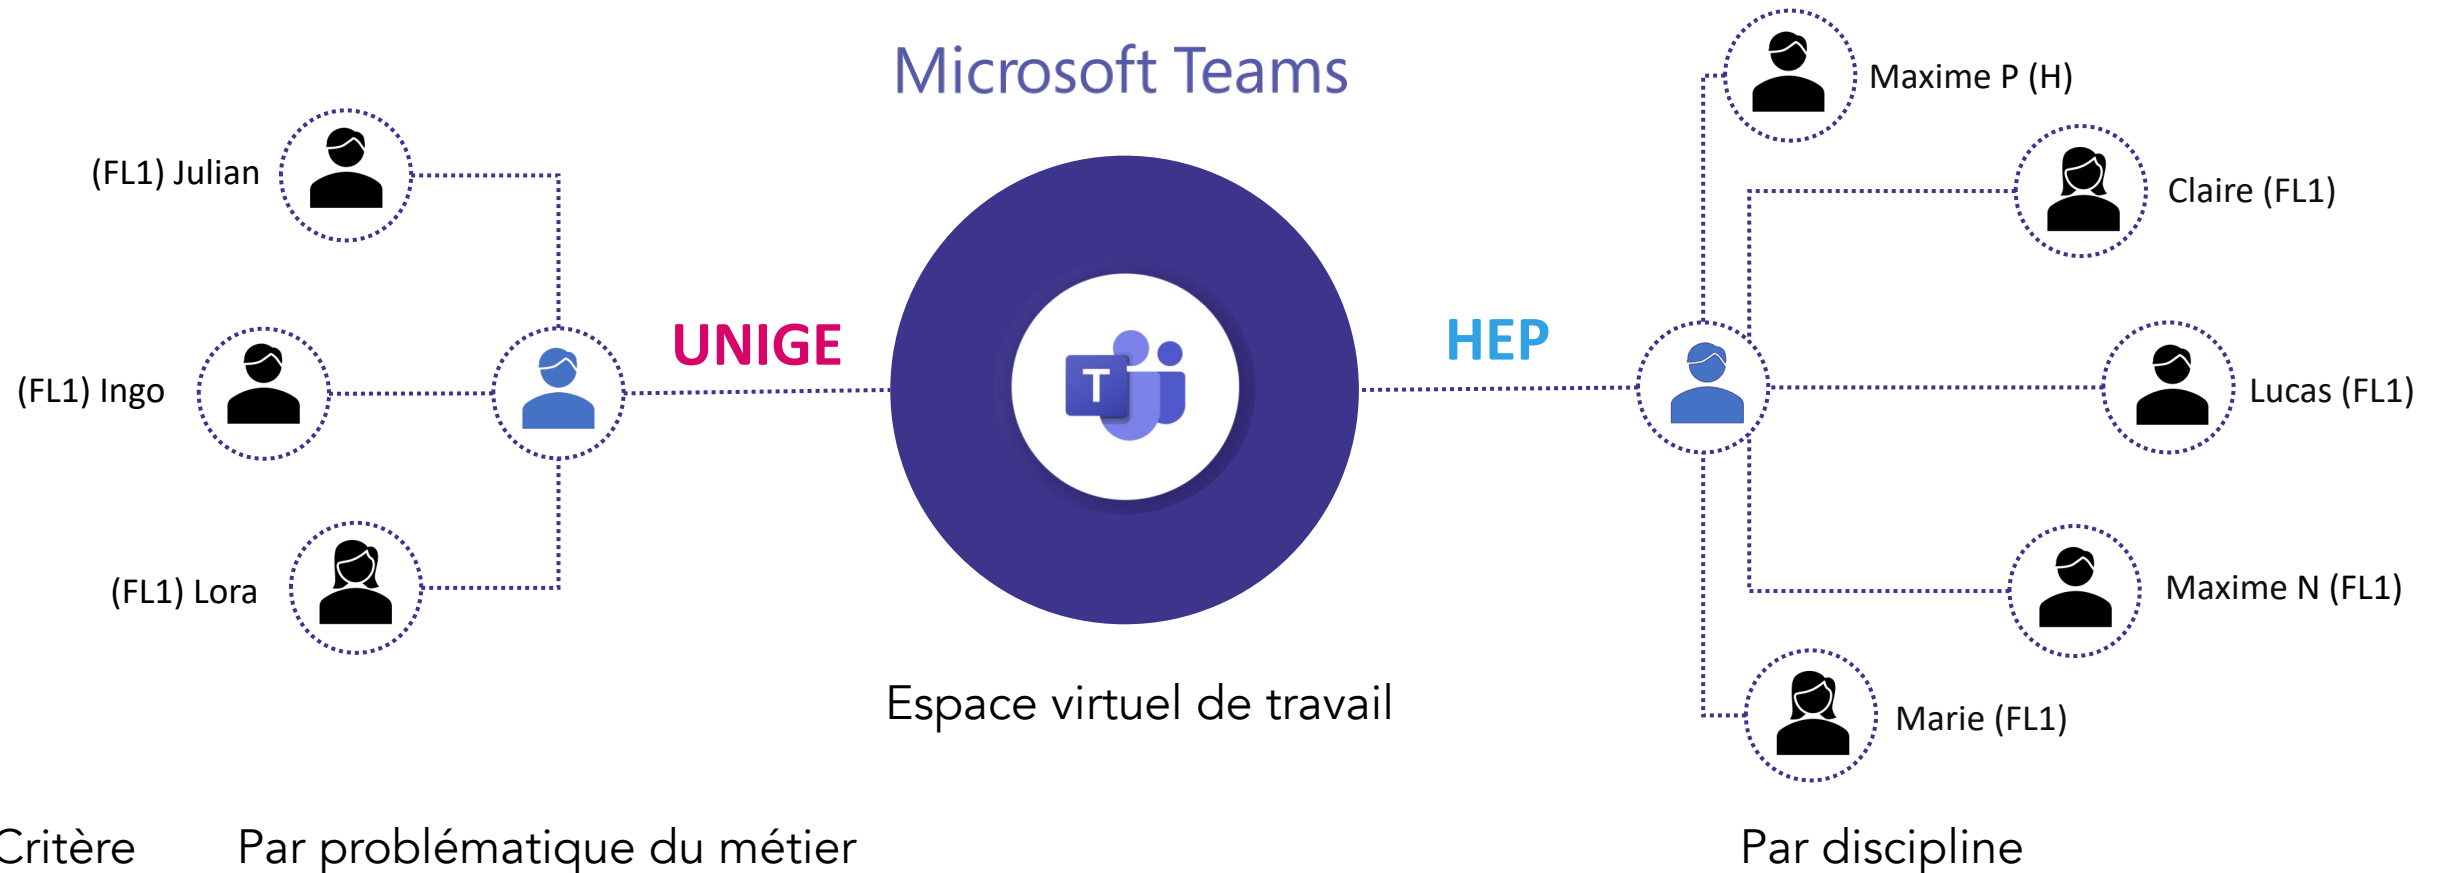 Microsoft Teams
Maxime P (H)
(FL1) Julian
Claire (FL1)
UNIGE
HEP
T
(FL1) Ingo
Lucas (FL1)
(FL1) Lora
Maxime N (FL1)
Espace virtuel de travail
Marie (FL1)
Critère
Par problématique du métier
Par discipline